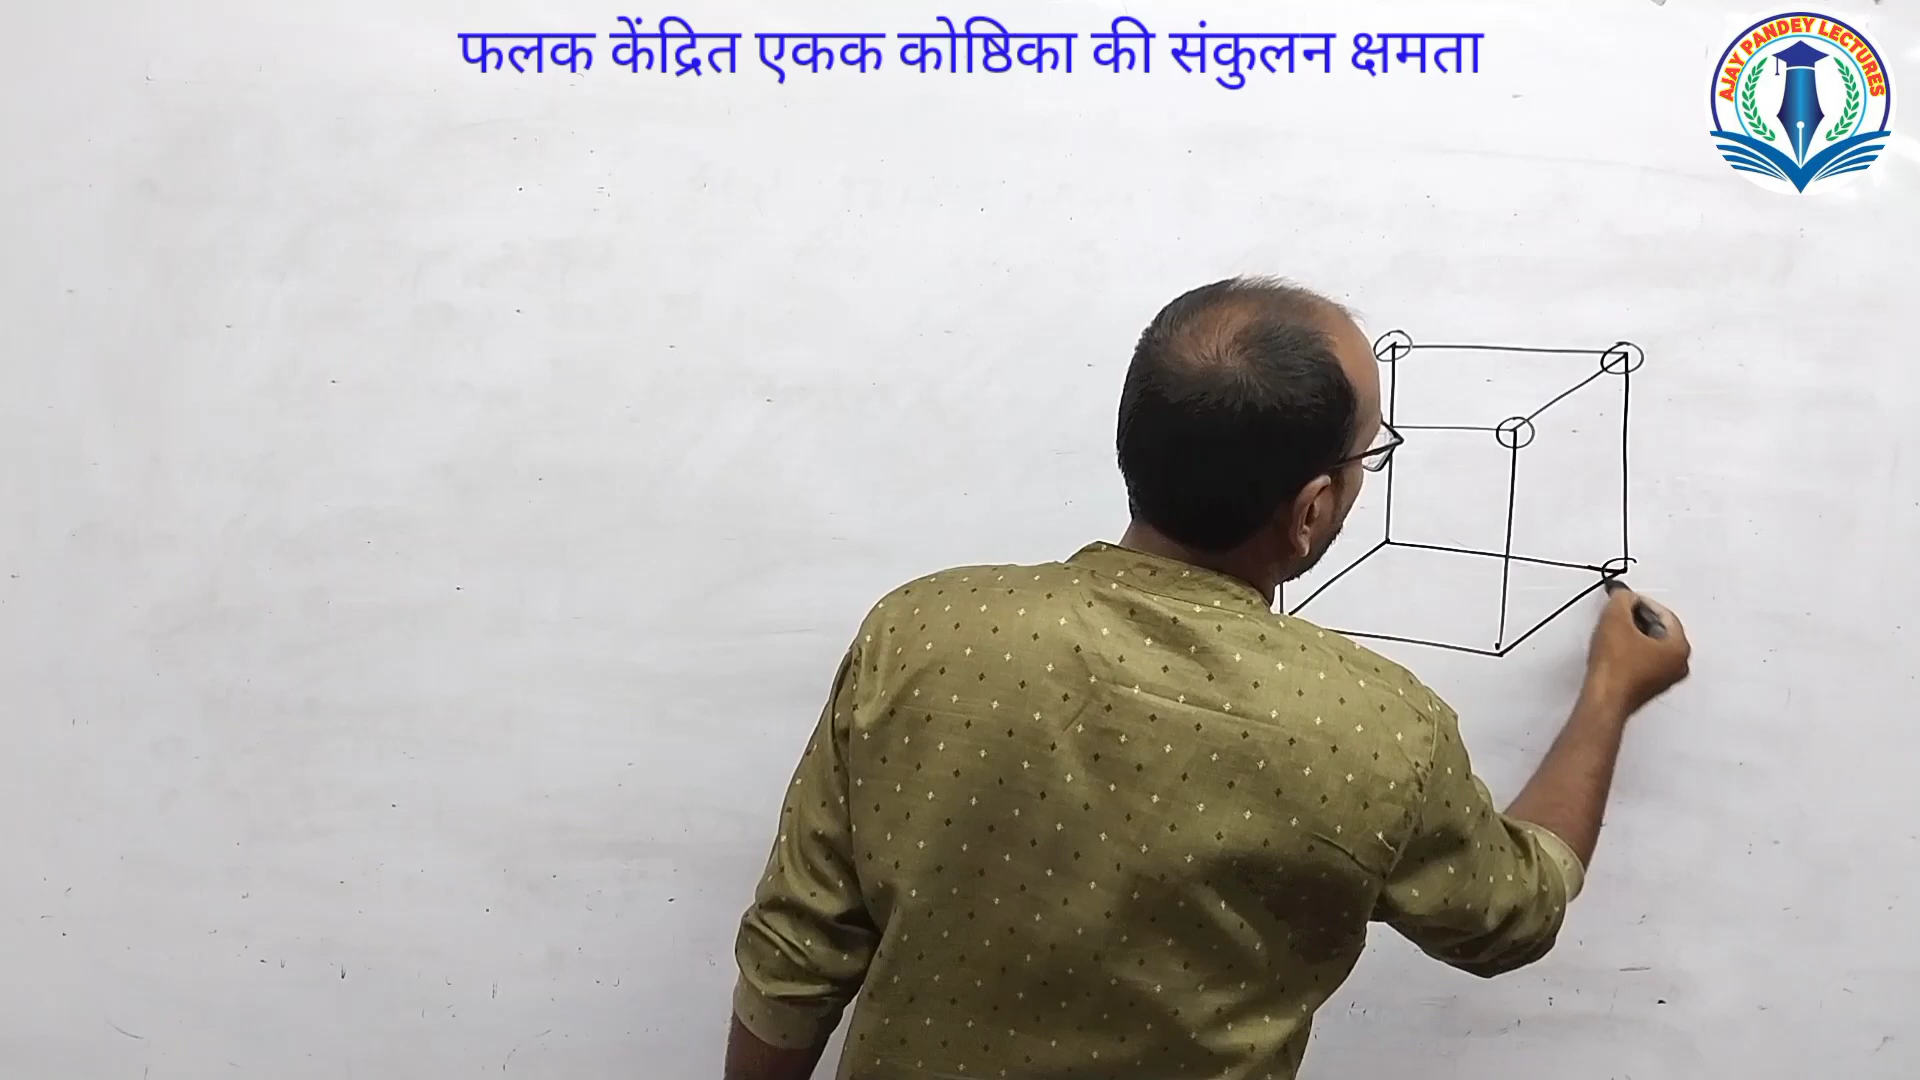 फलक केंद्रित एकक कोष्ठिका की संकुलन क्षमता
AJAY PANDEY LECTURES